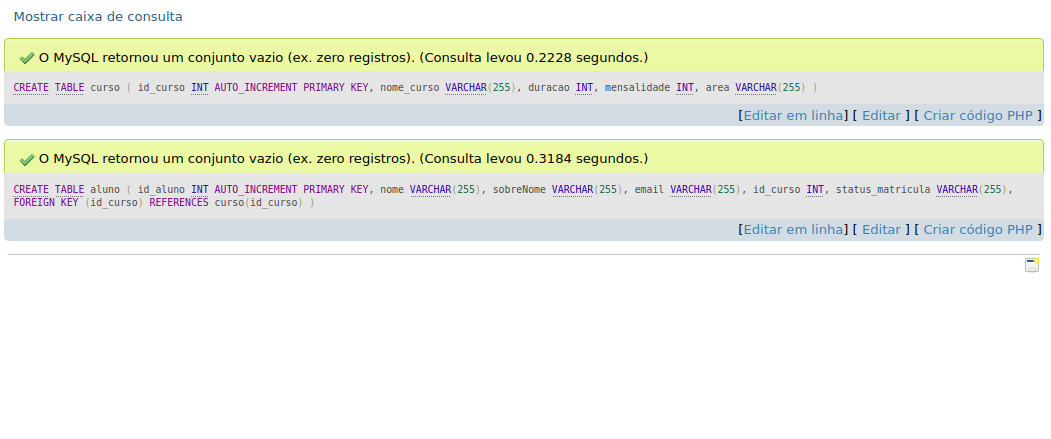 Mostrar caixa de consulta
O MySQL retornou um conjunto vazio (ex. zero registros). (Consulta levou 0.2228 segundos.)
CREATE TABLE curso ( id_curso INT AUTO_INCREMENT PRIMARY KEY, nome_curso VARCHAR(255), duracao INT, mensalidade INT, area VARCHAR(255) )
[Editar em linha] [ Editar ] [ Criar código PHP ]
O MySQL retornou um conjunto vazio (ex. zero registros). (Consulta levou 0.3184 segundos.)
CREATE TABLE aluno ( id_aluno INT AUTO_INCREMENT PRIMARY KEY, nome VARCHAR(255), sobreNome VARCHAR(255), email VARCHAR(255), id_curso INT, status_matricula VARCHAR(255),
FOREIGN KEY (id_curso) REFERENCES curso(id_curso) )
[Editar em linha] [ Editar ] [ Criar código PHP ]